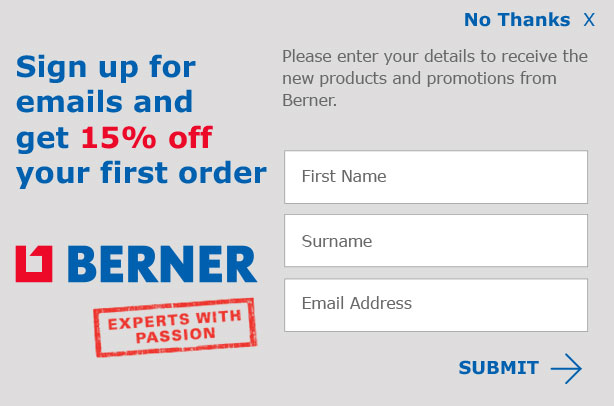 No Thanks X
Sign up for
emails and
get 15% off
your first order
Please enter your details to receive the
new products and promotions from
Berner.
First Name
Surname
Email Address
BERNER
EXPERTS WITH
PASSION
SUBMIT